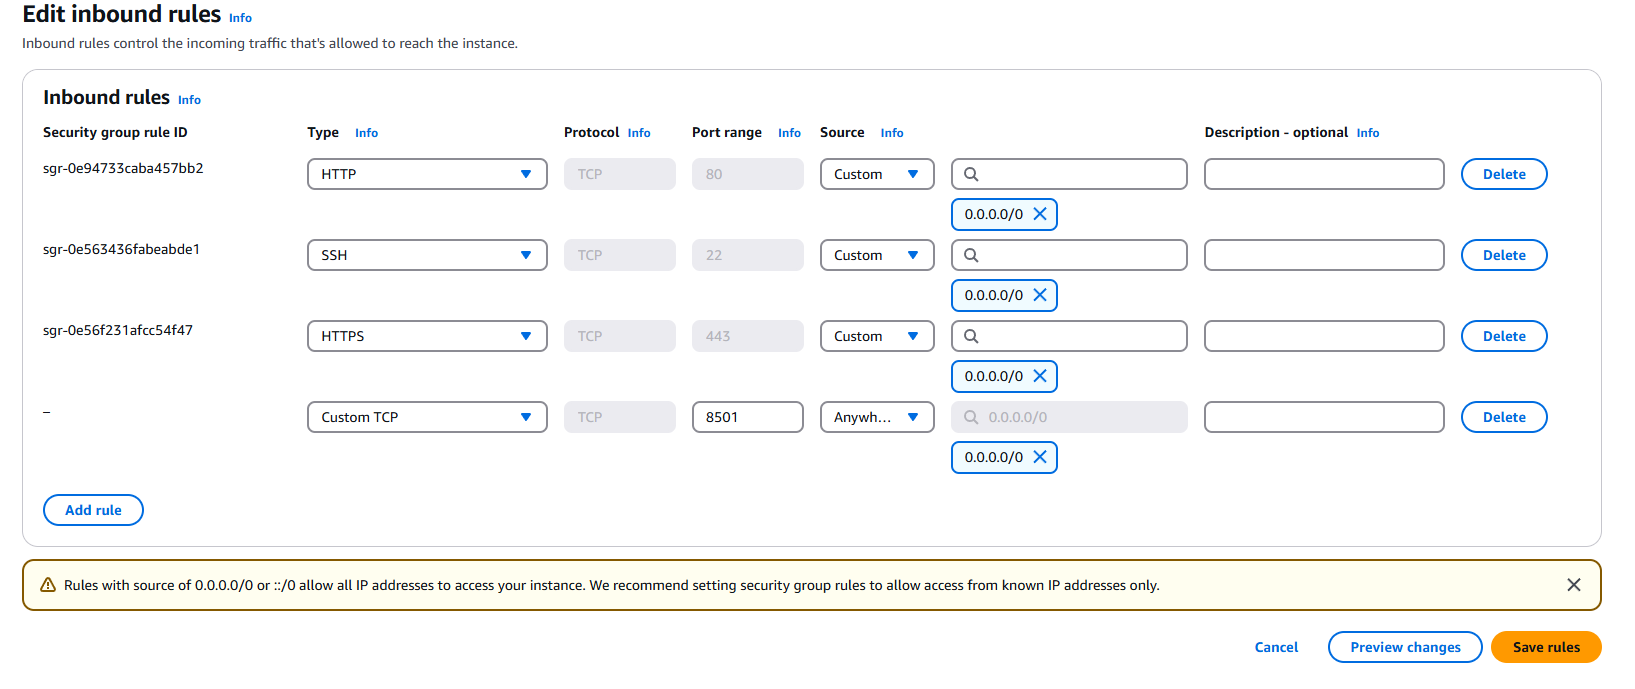 Edit inbound rules Info
Inbound rules control the incoming traffic that's allowed to reach the instance.
Inbound rules Info
Security group rule ID Type Info Protocol Info Port range Info Source Info Description - optional Info
sgr-0e94733caba457bb2 HTTP TCP 80 Custom Delete
0.0.0.0/0
sgr-0e563436fabeabde1 SSH TCP 22 Custom Delete
0.0.0.0/0
sgr-0e56f231afcc54f47 HTTPS TCP 443 Custom Delete
0.0.0.0/0
– Custom TCP TCP 8501 Anywh... 0.0.0.0/0 Delete
0.0.0.0/0
Add rule
Rules with source of 0.0.0.0/0 or ::/0 allow all IP addresses to access your instance. We recommend setting security group rules to allow access from known IP addresses only.
Cancel Preview changes Save rules